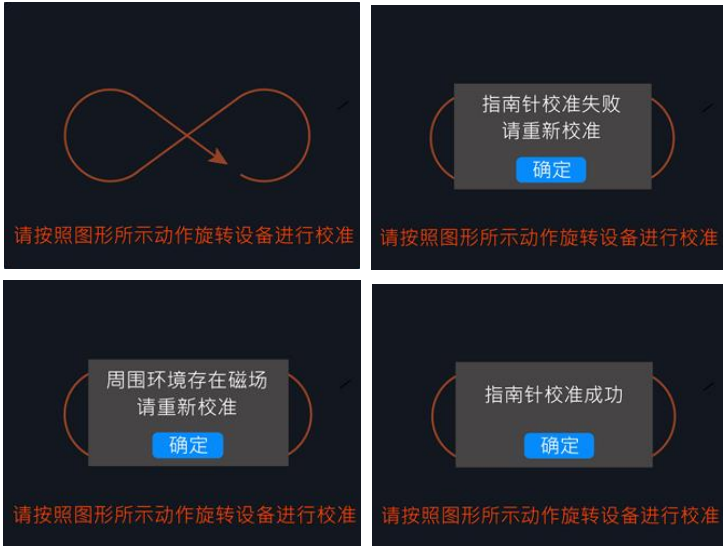 请按照图形所示动作旋转设备进行校准
指南针校准失败
请重新校准
确定
请按照图形所示动作旋转设备进行校准
周围环境存在磁场
请重新校准
确定
请按照图形所示动作旋转设备进行校准
指南针校准成功
确定
请按照图形所示动作旋转设备进行校准